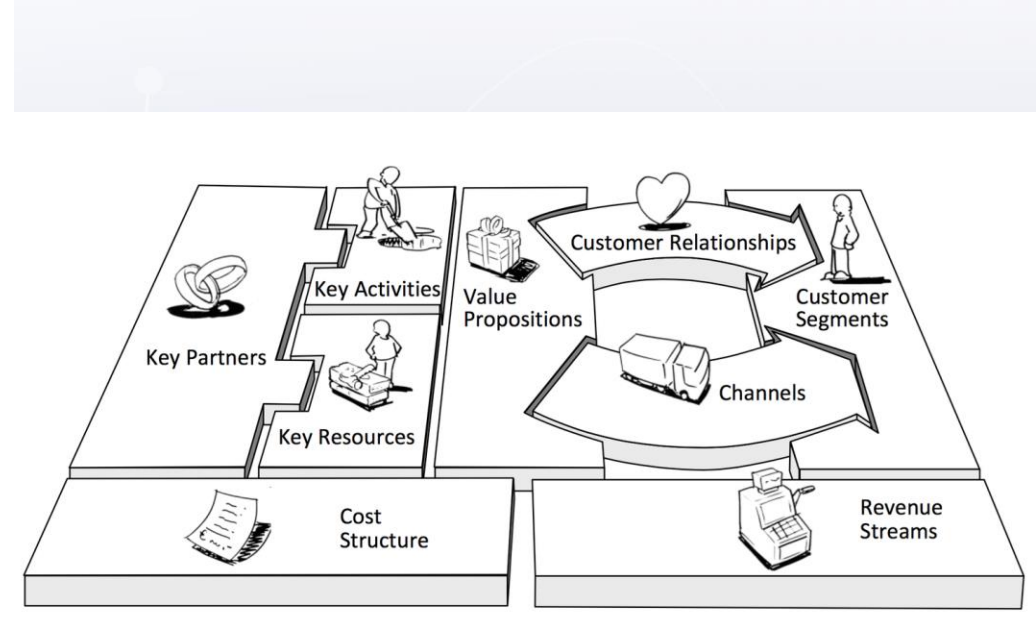 Customer Relationships
Key Activities
Value
Propositions
Customer
Segments
Key Partners
Channels
Key Resources
Cost
Structure
Revenue
Streams